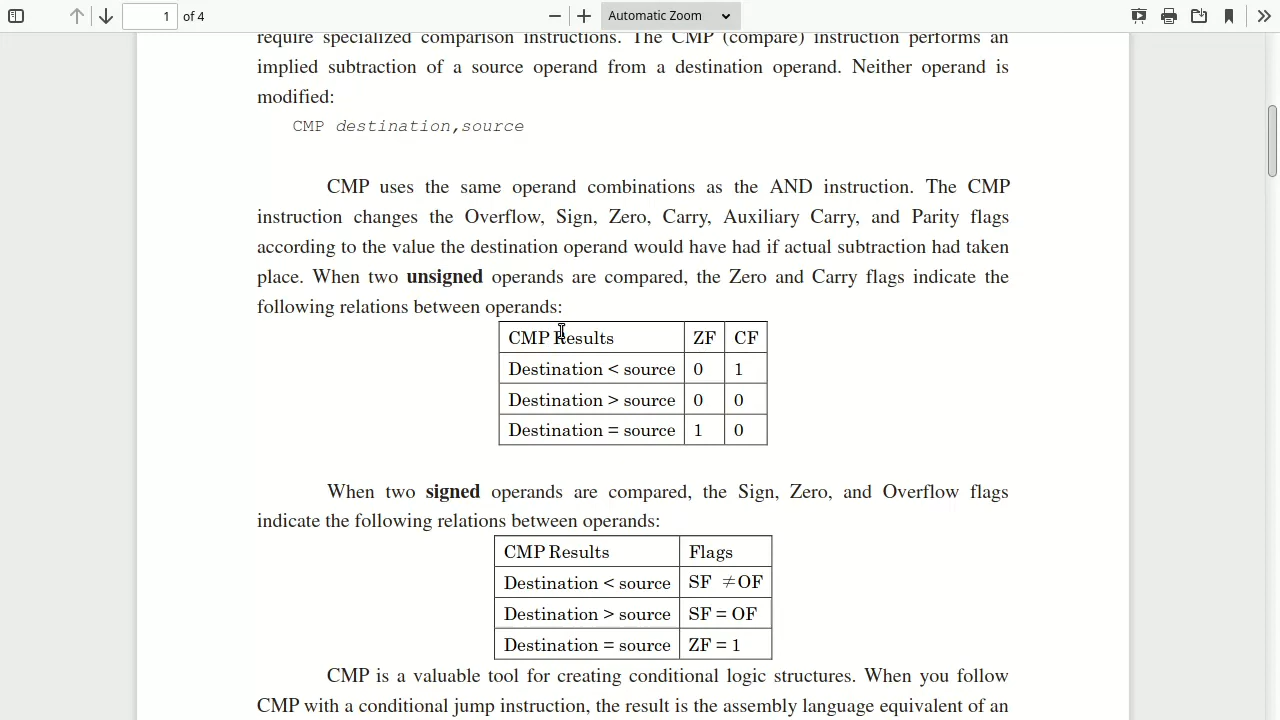 1 of 4 Automatic Zoom
require specialized comparison instructions. The CMP (compare) instruction performs an
implied subtraction of a source operand from a destination operand. Neither operand is
modified:
CMP destination,source
CMP uses the same operand combinations as the AND instruction. The CMP
instruction changes the Overflow, Sign, Zero, Carry, Auxiliary Carry, and Parity flags
according to the value the destination operand would have had if actual subtraction had taken
place. When two unsigned operands are compared, the Zero and Carry flags indicate the
following relations between operands:
CMP Results ZF CF
Destination < source 0 1
Destination > source 0 0
Destination = source 1 0
When two signed operands are compared, the Sign, Zero, and Overflow flags
indicate the following relations between operands:
CMP Results Flags
Destination < source SF ≠OF
Destination > source SF = OF
Destination = source ZF = 1
CMP is a valuable tool for creating conditional logic structures. When you follow
CMP with a conditional jump instruction, the result is the assembly language equivalent of an